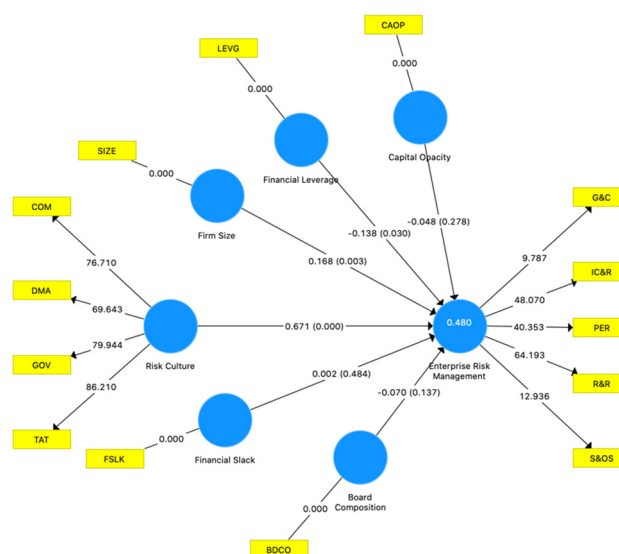 CAOP
LEVG
0.000
0.000
SIZE
Capital Opacity
0.000
Financial Leverage
COM
G&C
Firm Size
-0.048 (0.278)
-0.138 (0.030)
9.787
76.710
0.168 (0.003)
IC&R
DMA
48.070
69.643
0.480
0.671 (0.000)
40.353
PER
79.944
GOV
Risk Culture
Enterprise Risk
Management
64.193
R&R
0.002 (0.484)
86.210
-0.070 (0.137)
12.936
TAT
0.000
FSLK
Financial Slack
S&OS
Board
Composition
0.000
BDCO